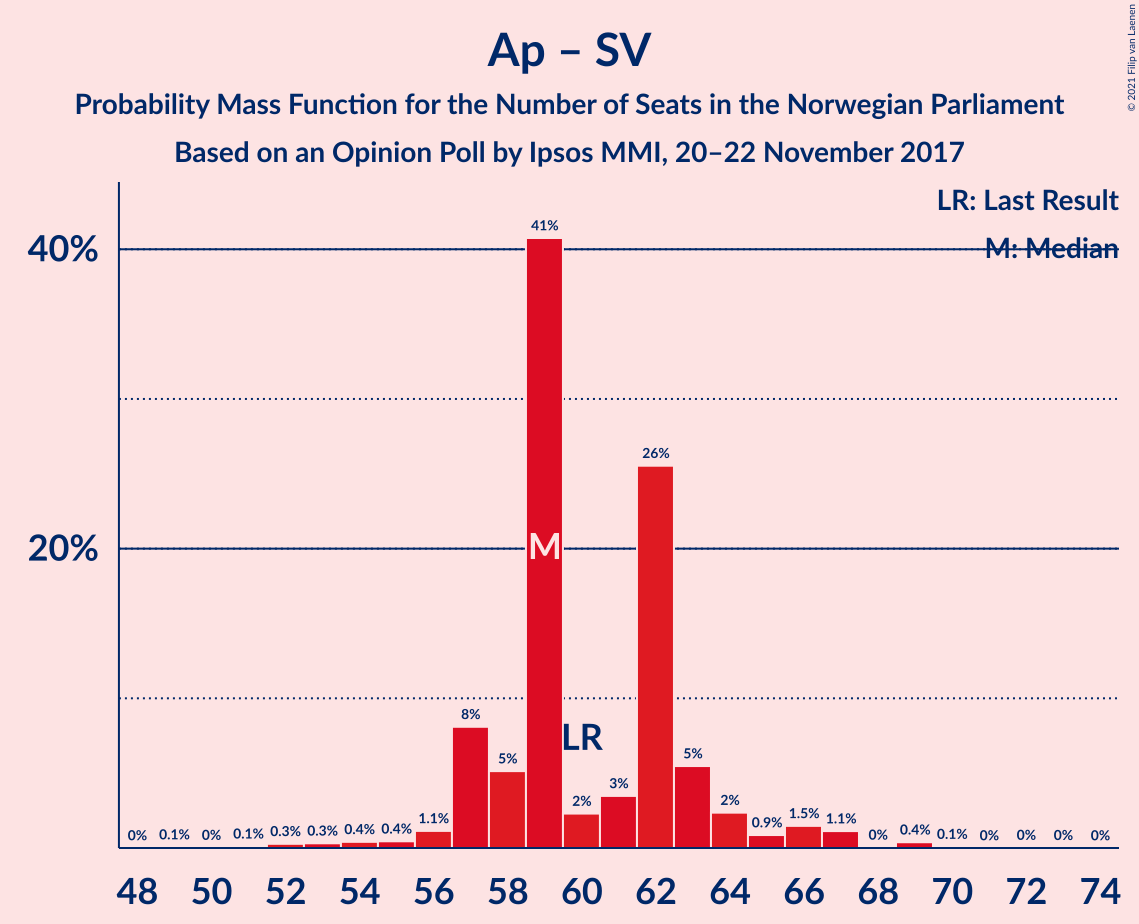 Ap – SV
Probability Mass Function for the Number of Seats in the Norwegian Parliament
Based on an Opinion Poll by Ipsos MMI, 20–22 November 2017
© 2021 Filip van Laenen
LR: Last Result
M: Median
40%
20%
0% 0.1% 0% 0.1% 0.3% 0.3% 0.4% 0.4% 1.1% 8% 5% 41% 2% 3% 26% 5% 2% 0.9% 1.5% 1.1% 0% 0.4% 0.1% 0% 0% 0% 0%
M
LR
48 50 52 54 56 58 60 62 64 66 68 70 72 74